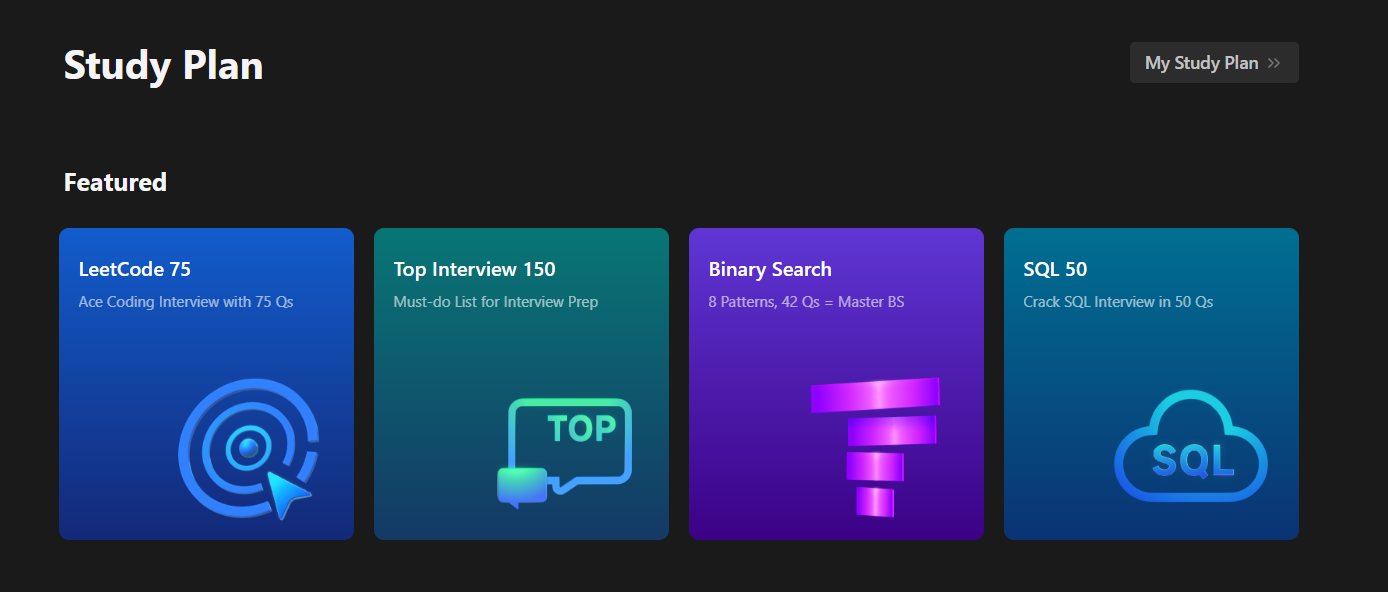 Study Plan
My Study Plan
Featured
LeetCode 75
Ace Coding Interview with 75 Qs
Top Interview 150
Must-do List for Interview Prep
TOP
Binary Search
8 Patterns, 42 Qs = Master BS
SQL 50
Crack SQL Interview in 50 Qs
SQL